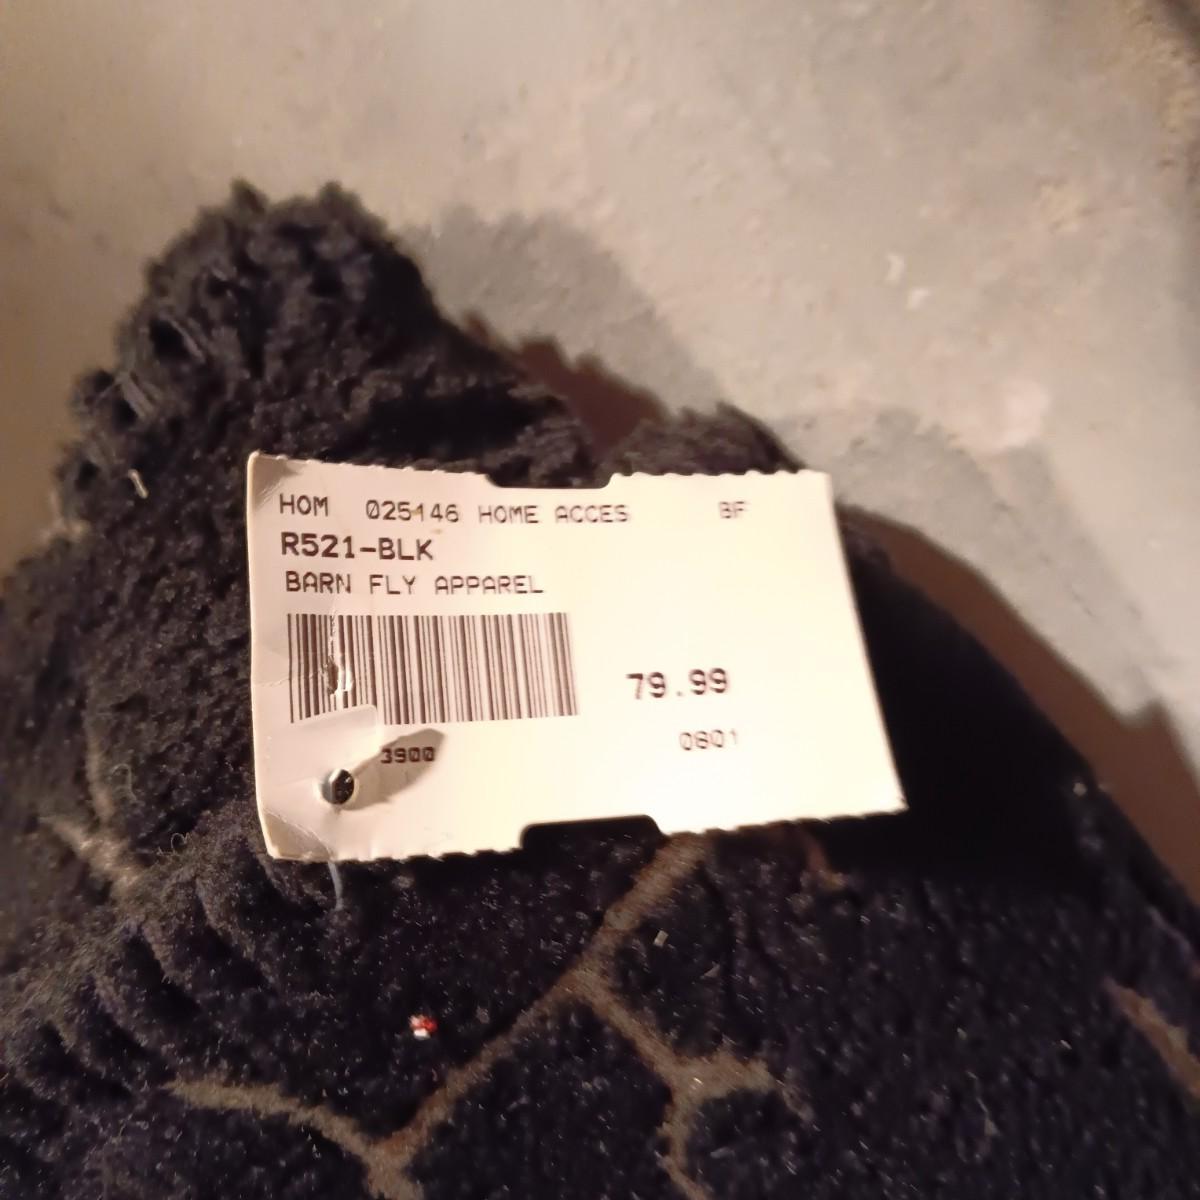 HOM 025146 HOME ACCES BF
R521-BLK
BARN FLY APPAREL
79.99
3900 0801